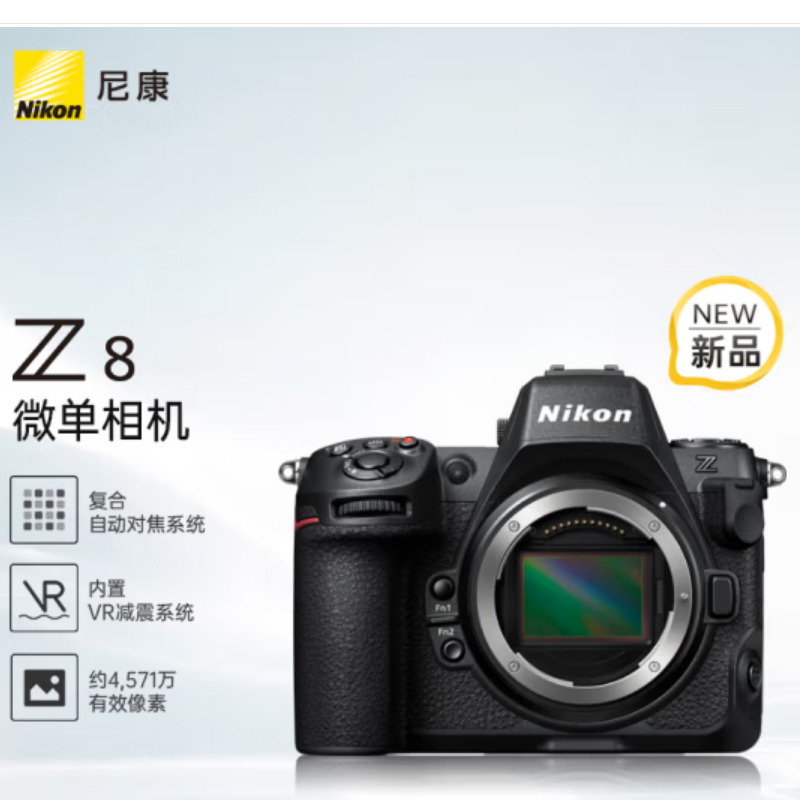 Nikon 尼康
NEW
新品
Z 8
微单相机
Nikon
Z
复合
自动对焦系统
VR
内置
VR减震系统
约4,571万
有效像素
Fn1
Fn2